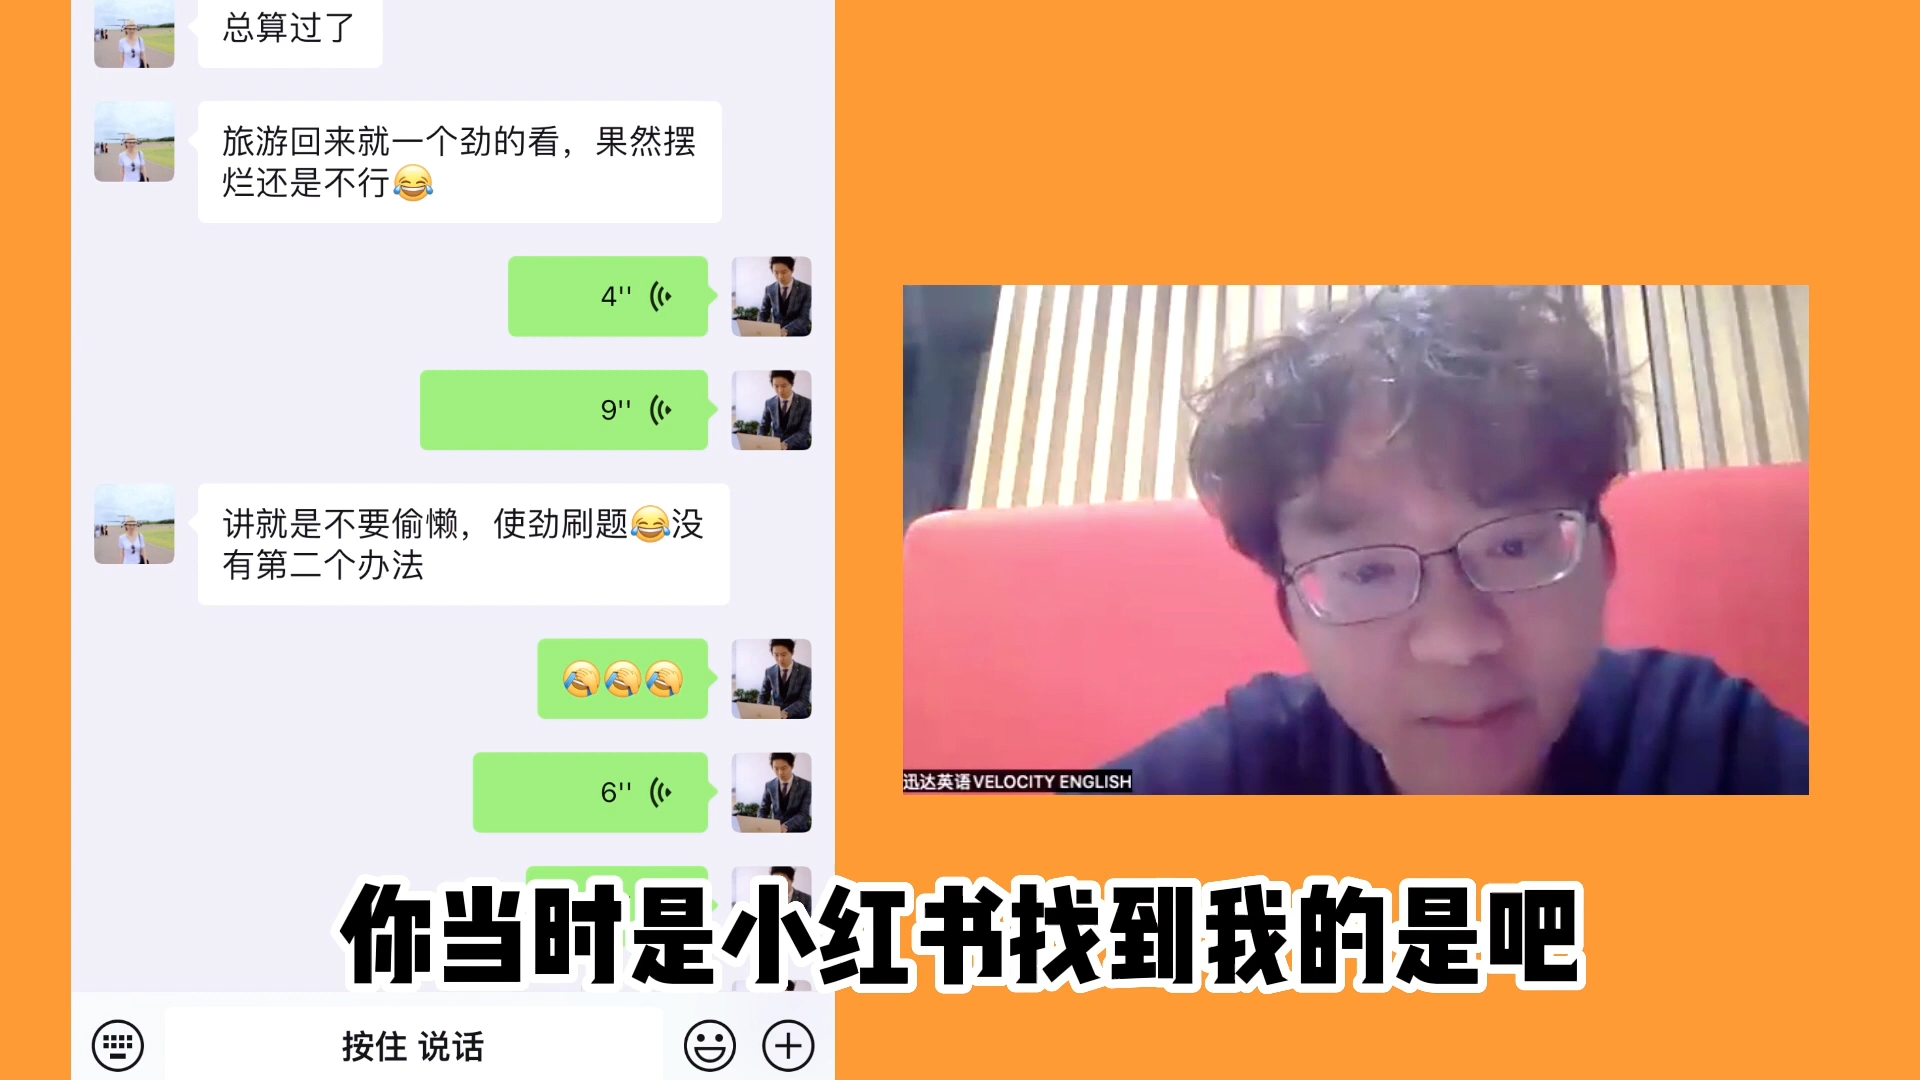 总算过了
旅游回来就一个劲的看，果然摆
烂还是不行😂
4''
9''
讲就是不要偷懒，使劲刷题😂没
有第二个办法
🤦🤦🤦
6''
迅达英语VELOCITY ENGLISH
你当时是小红书找到我的是吧
按住 说话